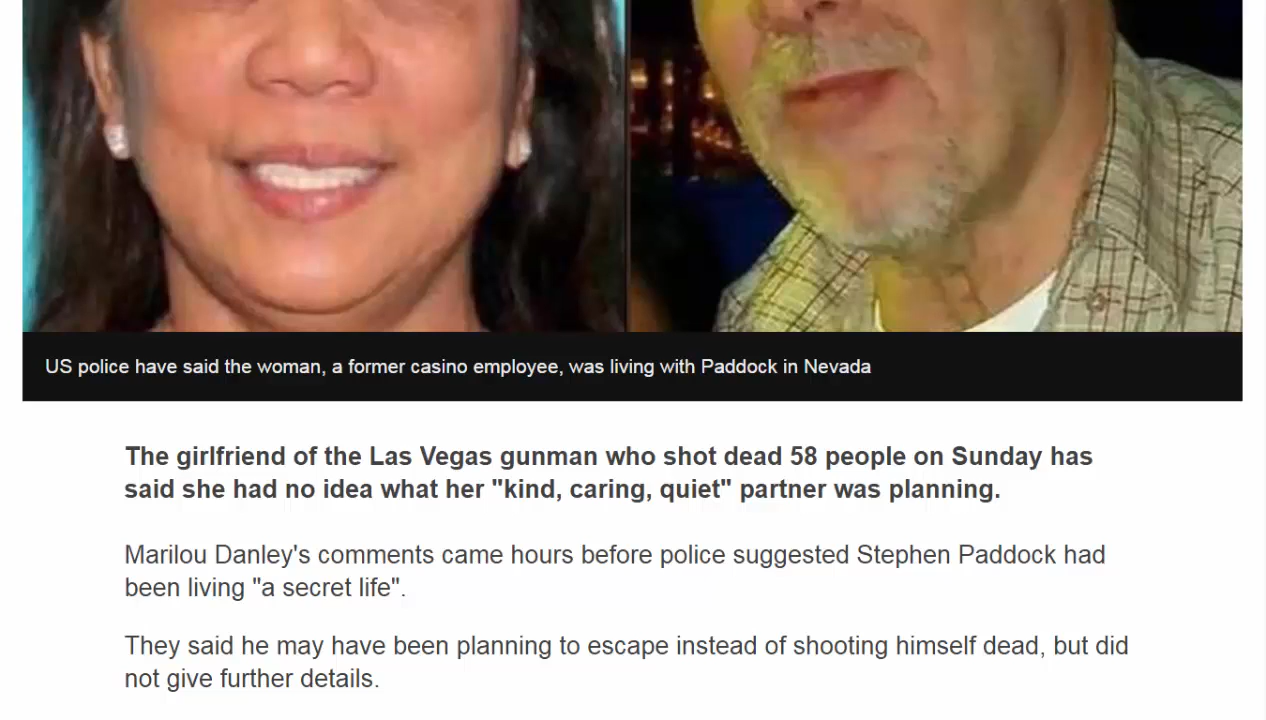 US police have said the woman, a former casino employee, was living with Paddock in Nevada
The girlfriend of the Las Vegas gunman who shot dead 58 people on Sunday has
said she had no idea what her "kind, caring, quiet" partner was planning.
Marilou Danley's comments came hours before police suggested Stephen Paddock had
been living "a secret life".
They said he may have been planning to escape instead of shooting himself dead, but did
not give further details.